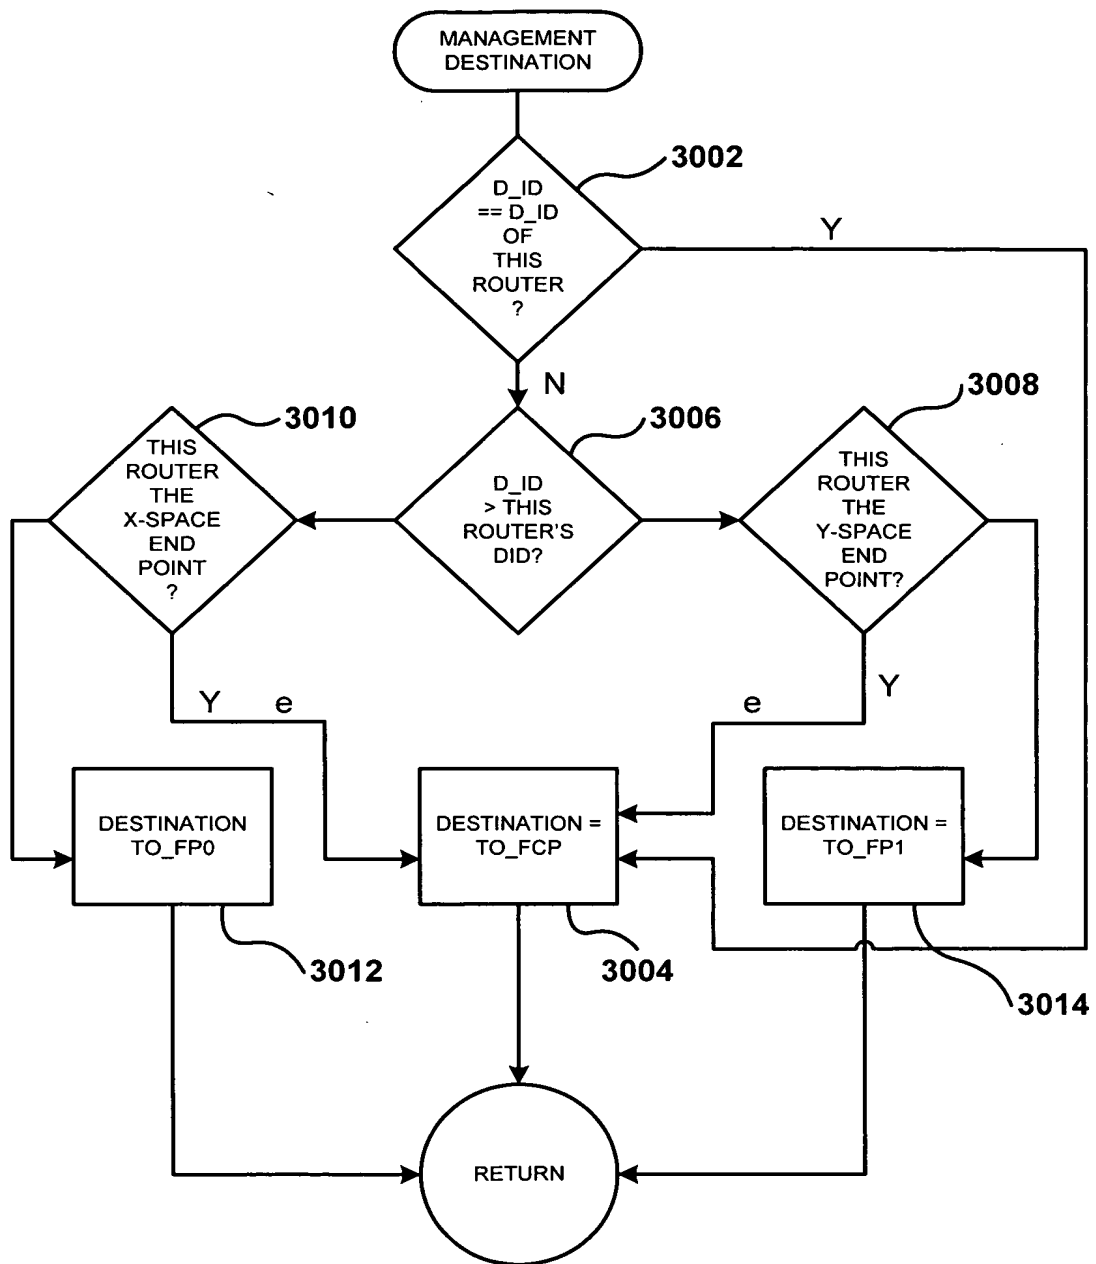 MANAGEMENT
DESTINATION
3002
D_ID
== D_ID
OF
THIS
ROUTER
?
Y
N
3010
THIS
ROUTER
THE
X-SPACE
END
POINT
?
3006
D_ID
> THIS
ROUTER'S
DID?
3008
THIS
ROUTER
THE
Y-SPACE
END
POINT?
Y
e
e
Y
DESTINATION
TO_FP0
DESTINATION =
TO_FCP
DESTINATION =
TO_FP1
3012
3004
3014
RETURN